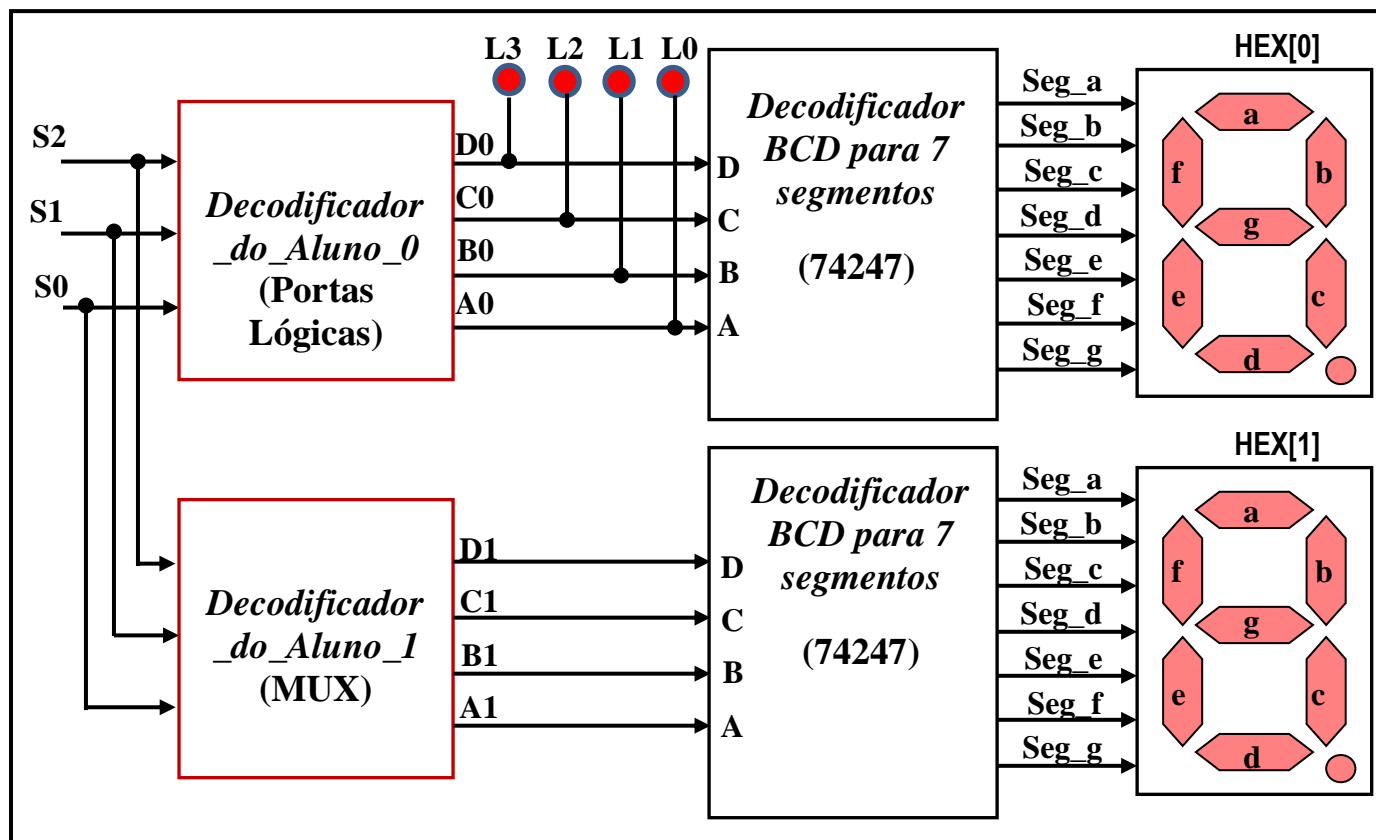 L3 L2 L1 L0
S2
S1
S0
Decodificador
_do_Aluno_0
(Portas
Lógicas)
D0
C0
B0
A0
D
C
B
A
Decodificador
BCD para 7
segmentos
(74247)
Seg_a
Seg_b
Seg_c
Seg_d
Seg_e
Seg_f
Seg_g
HEX[0]
a
f b
g
e c
d
Decodificador
_do_Aluno_1
(MUX)
D1
C1
B1
A1
D
C
B
A
Decodificador
BCD para 7
segmentos
(74247)
Seg_a
Seg_b
Seg_c
Seg_d
Seg_e
Seg_f
Seg_g
HEX[1]
a
f b
g
e c
d